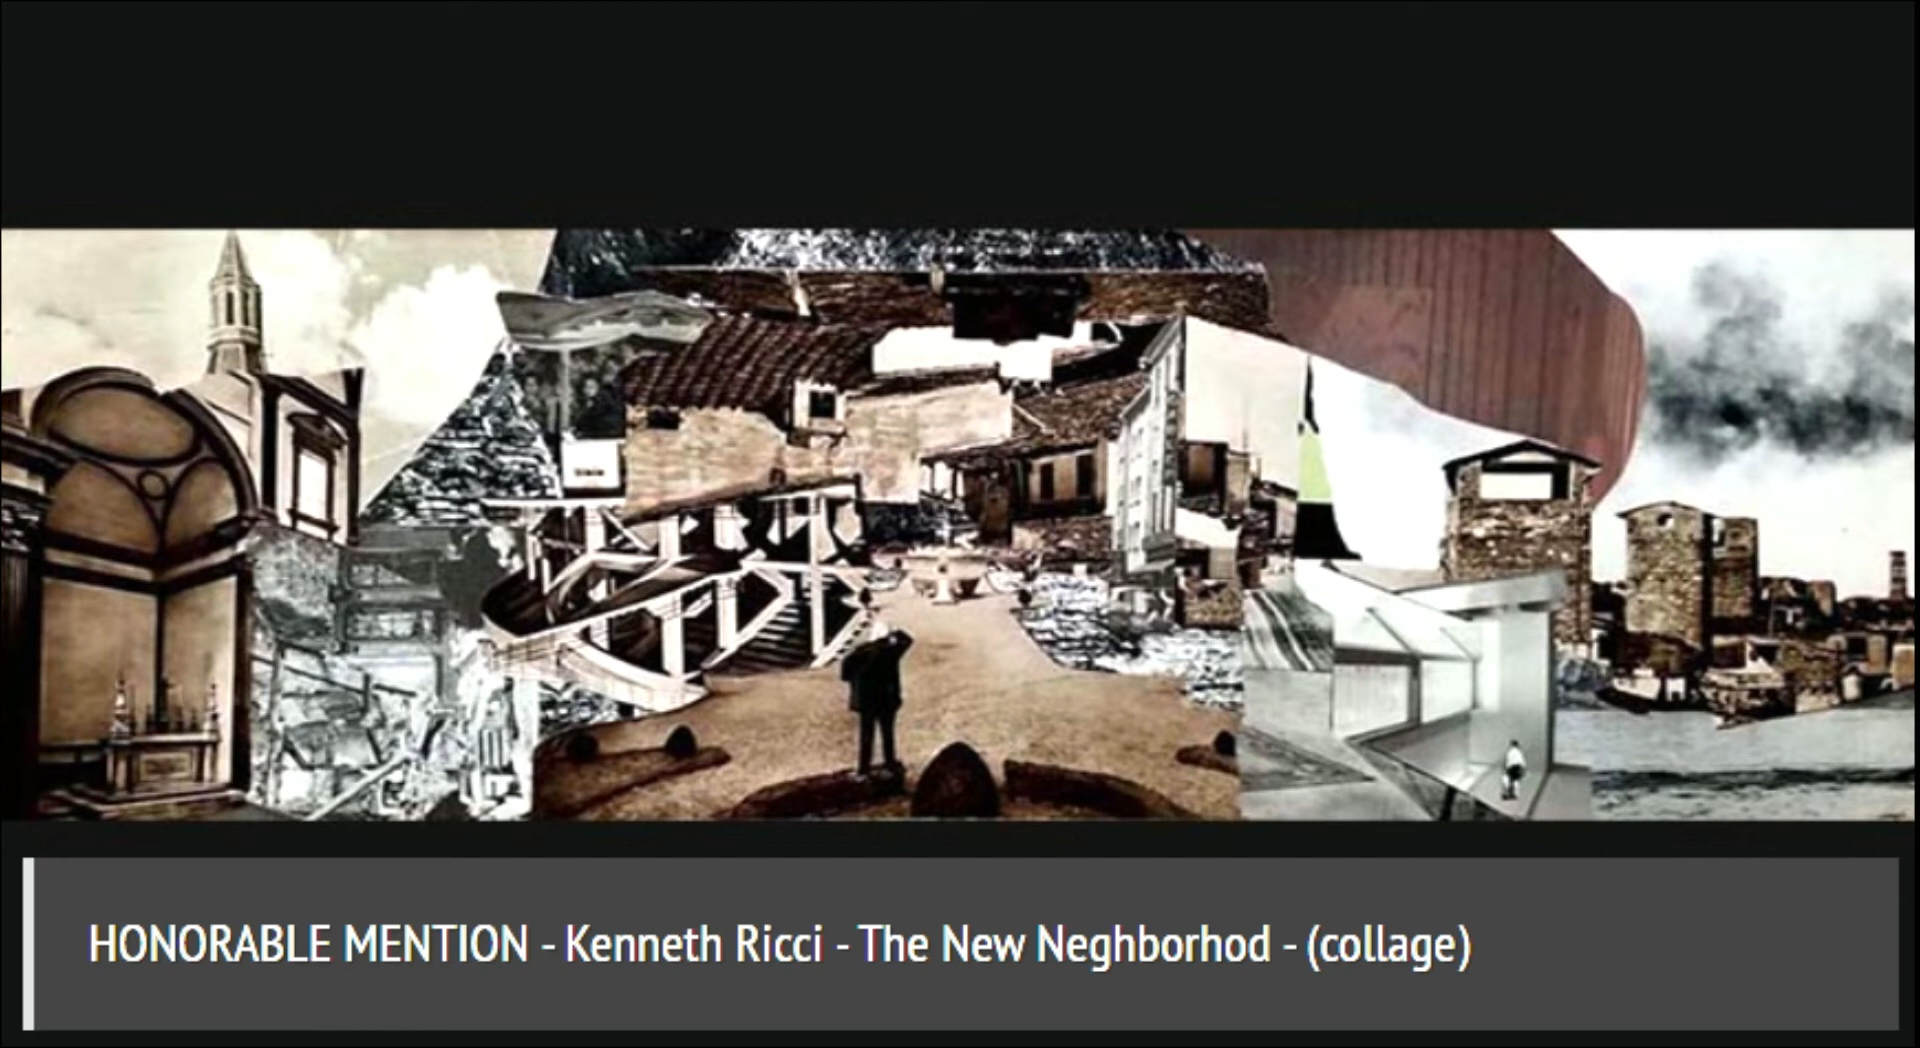 HONORABLE MENTION - Kenneth Ricci - The New Neghborhod - (collage)